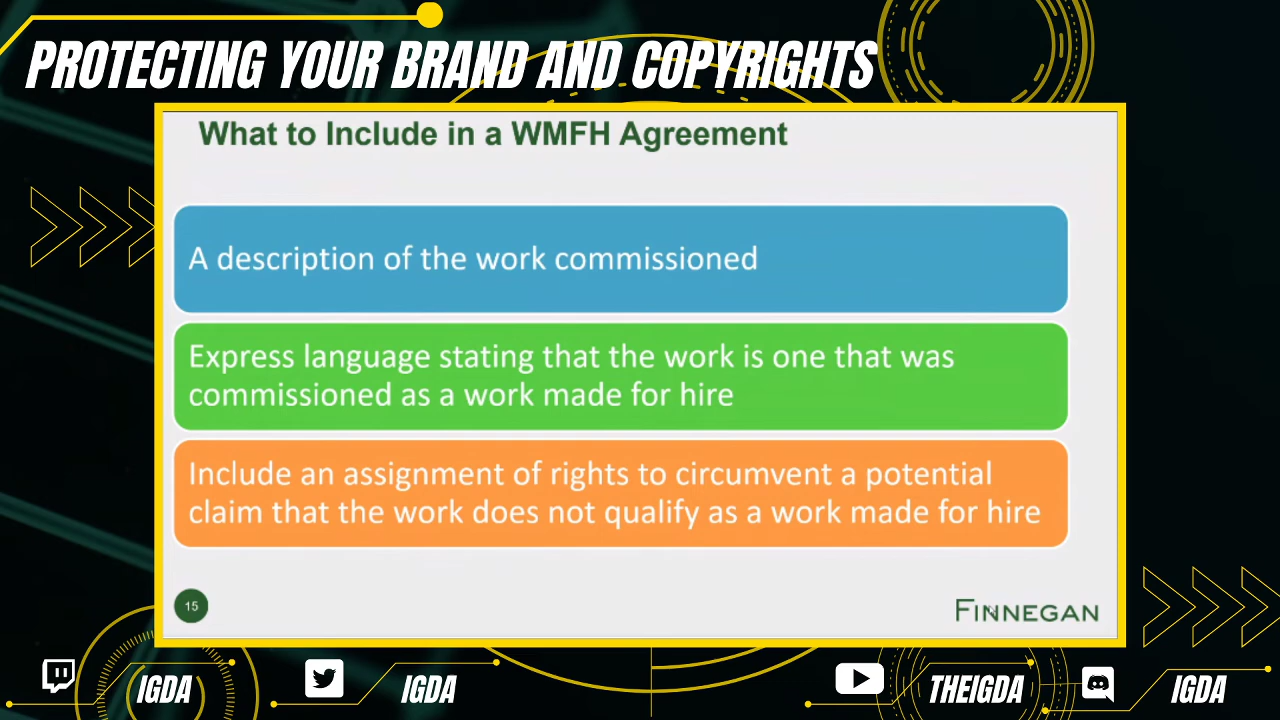 PROTECTING YOUR BRAND AND COPYRIGHTS
What to Include in a WMFH Agreement
A description of the work commissioned
Express language stating that the work is one that was
commissioned as a work made for hire
Include an assignment of rights to circumvent a potential
claim that the work does not qualify as a work made for hire
15
FINNEGAN
IGDA
IGDA
THEIGDA
IGDA